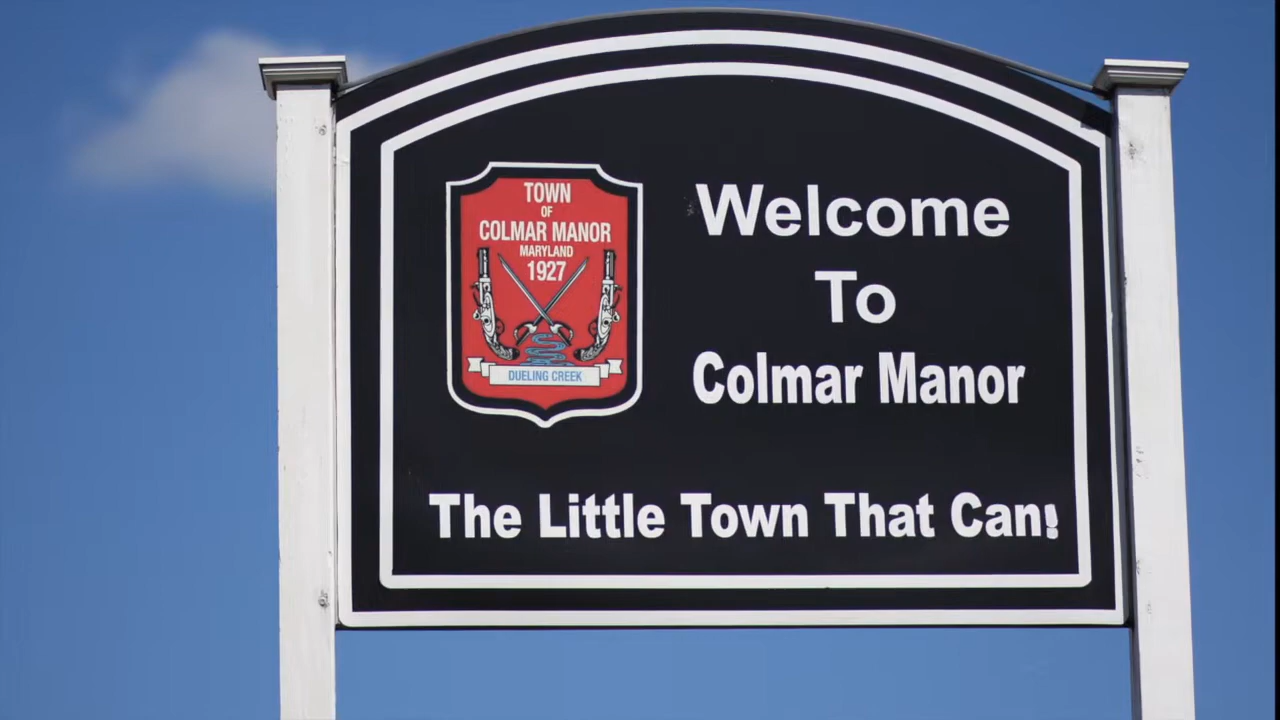 TOWN
OF
COLMAR MANOR
MARYLAND
1927
DUELING CREEK
Welcome
To
Colmar Manor
The Little Town That Can!